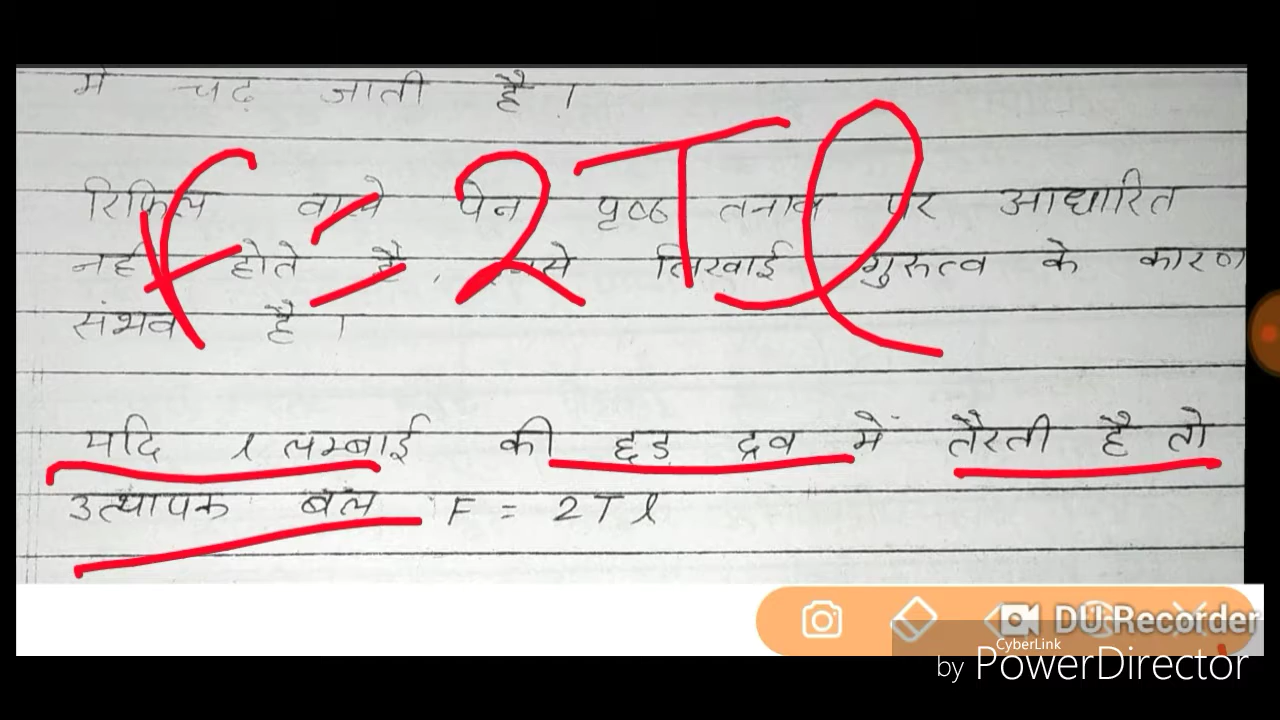 में चढ़ जाती है ।
रिफिल वाले पेन पृष्ठ तनाव पर आधारित
नही होते है, इनसे लिखाई गुरुत्व के कारण
संभव है ।
F = 2Tl
यदि l लम्बाई की छड़ द्रव में तैरती है तो
उत्थापक बल F = 2Tl
DU Recorder
CyberLink
by PowerDirector